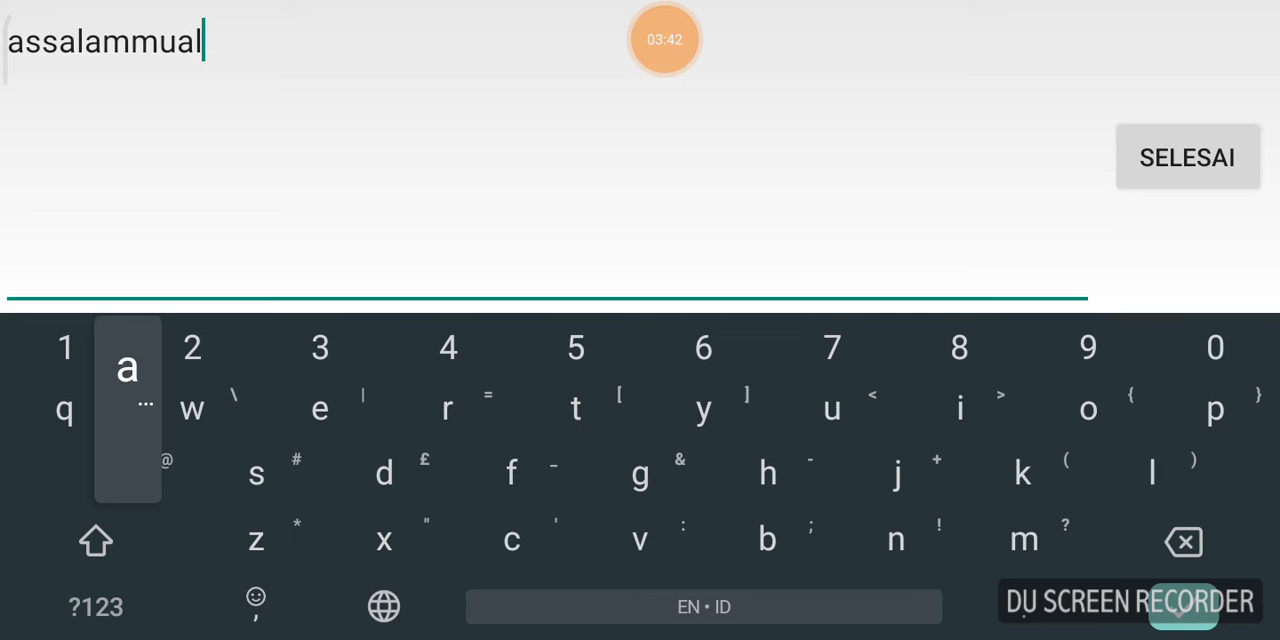 assalammual
03:42
SELESAI
1 2 3 4 5 6 7 8 9 0
a
q w \ e | r = t [ y ] u < i > o { p }
@ s # d £ f _ g & h - j + k ( l )
z * x " c ' v : b ; n ! m ?
?123 , EN • ID
DU SCREEN RECORDER